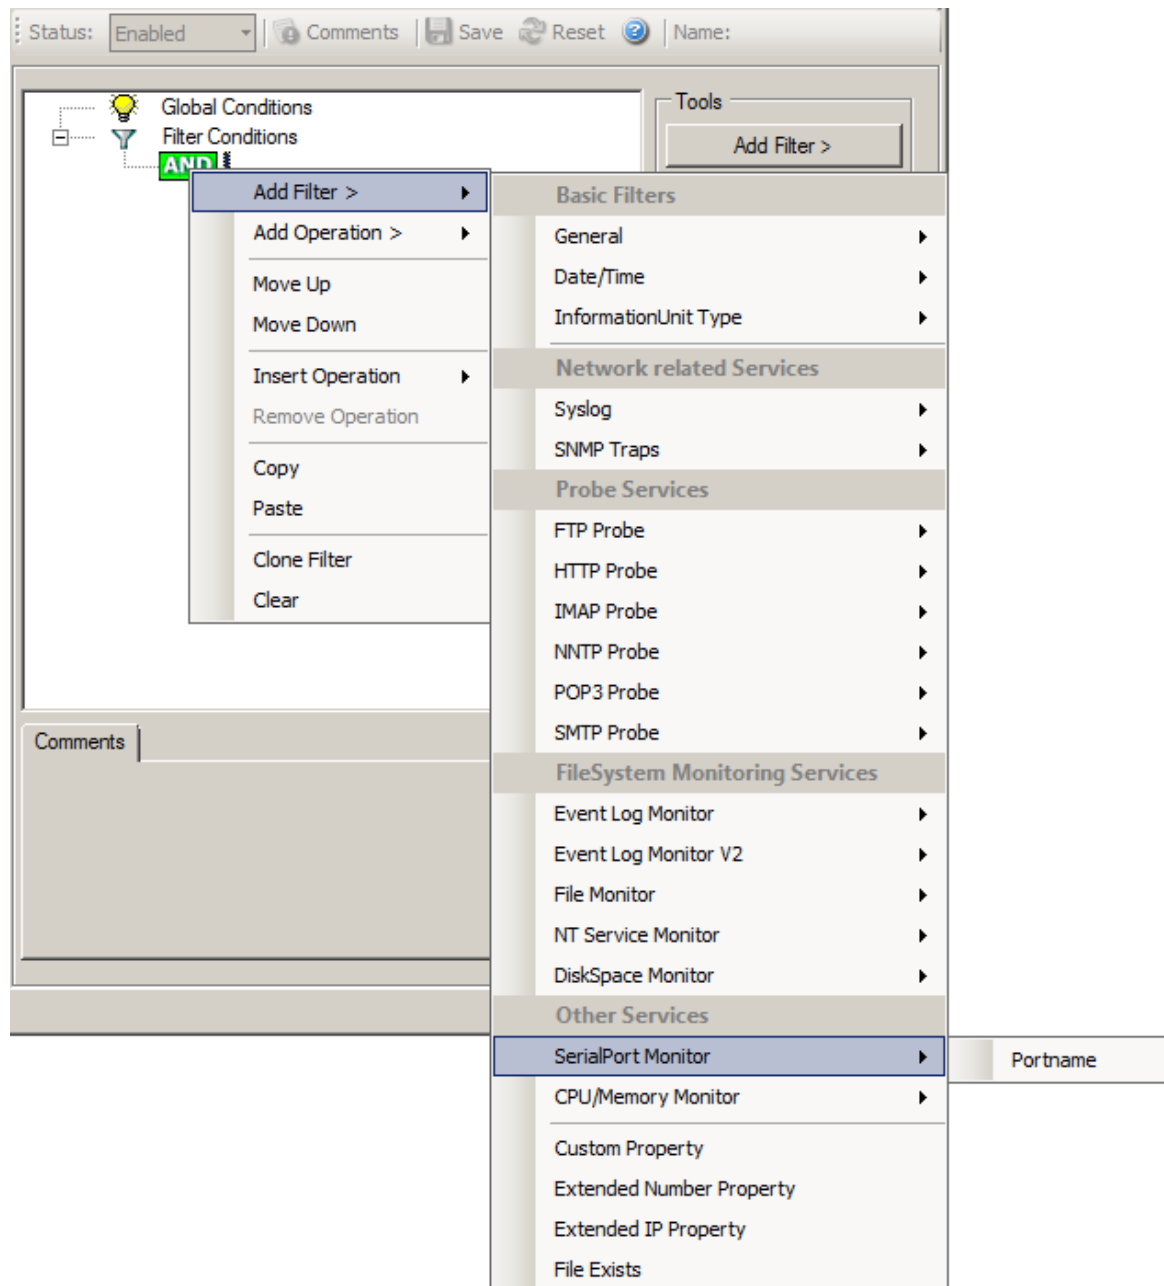 Status: Enabled Comments Save Reset Name:
Global Conditions
Filter Conditions
AND
Tools
Add Filter >
Add Filter >
Add Operation >
Move Up
Move Down
Insert Operation
Remove Operation
Copy
Paste
Clone Filter
Clear
Basic Filters
General
Date/Time
InformationUnit Type
Network related Services
Syslog
SNMP Traps
Probe Services
FTP Probe
HTTP Probe
IMAP Probe
NNTP Probe
POP3 Probe
SMTP Probe
FileSystem Monitoring Services
Event Log Monitor
Event Log Monitor V2
File Monitor
NT Service Monitor
DiskSpace Monitor
Other Services
SerialPort Monitor
Portname
CPU/Memory Monitor
Custom Property
Extended Number Property
Extended IP Property
File Exists
Comments